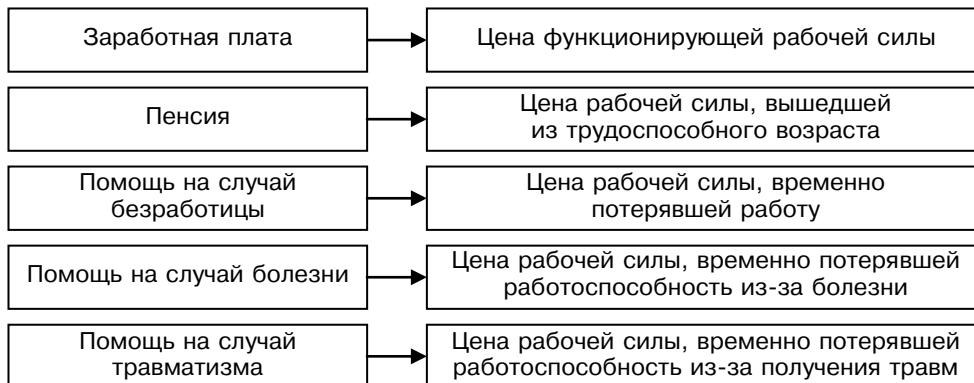 Заработная плата
Цена функционирующей рабочей силы
Пенсия
Цена рабочей силы, вышедшей
из трудоспособного возраста
Помощь на случай
безработицы
Цена рабочей силы, временно
потерявшей работу
Помощь на случай болезни
Цена рабочей силы, временно потерявшей
работоспособность из-за болезни
Помощь на случай
травматизма
Цена рабочей силы, временно потерявшей
работоспособность из-за получения травм